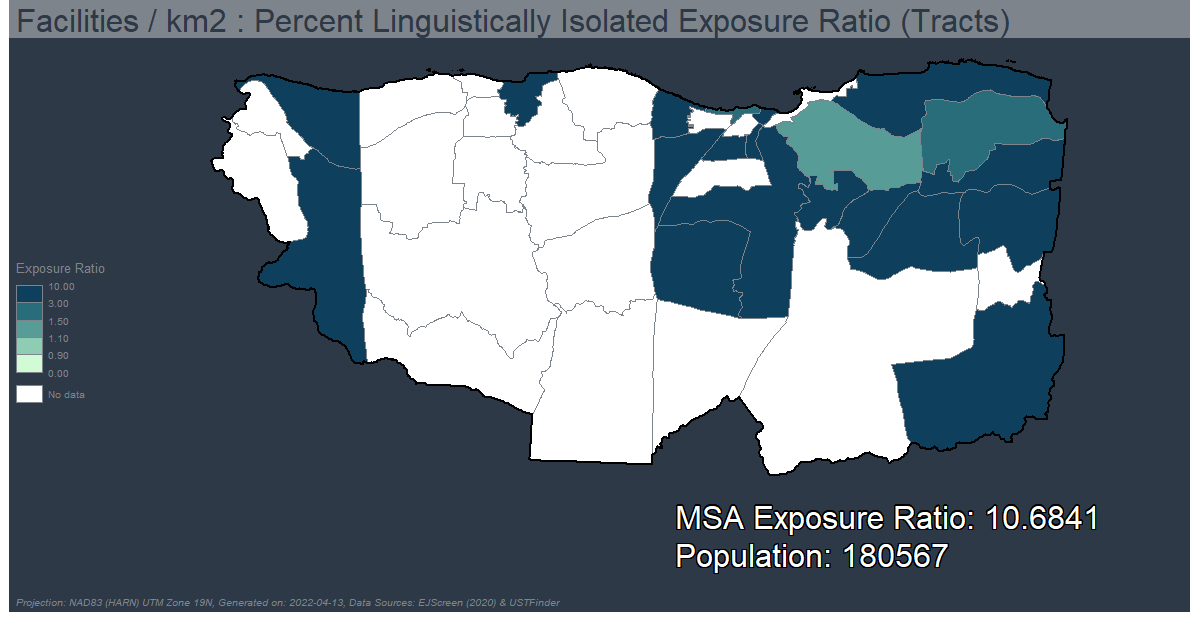 Facilities / km2 : Percent Linguistically Isolated Exposure Ratio (Tracts)
Exposure Ratio
10.00
3.00
1.50
1.10
0.90
0.00
No data
MSA Exposure Ratio: 10.6841
Population: 180567
Projection: NAD83 (HARN) UTM Zone 19N, Generated on: 2022-04-13, Data Sources: EJScreen (2020) & USTFinder